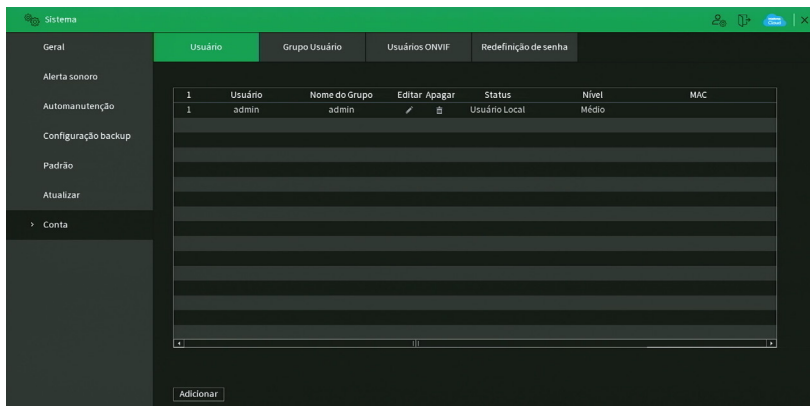 Sistema
Geral
Alerta sonoro
Automanutenção
Configuração backup
Padrão
Atualizar
Conta
Usuário Grupo Usuário Usuários ONVIF Redefinição de senha
1 Usuário Nome do Grupo Editar Apagar Status Nível MAC
1 admin admin Usuário Local Médio
Adicionar